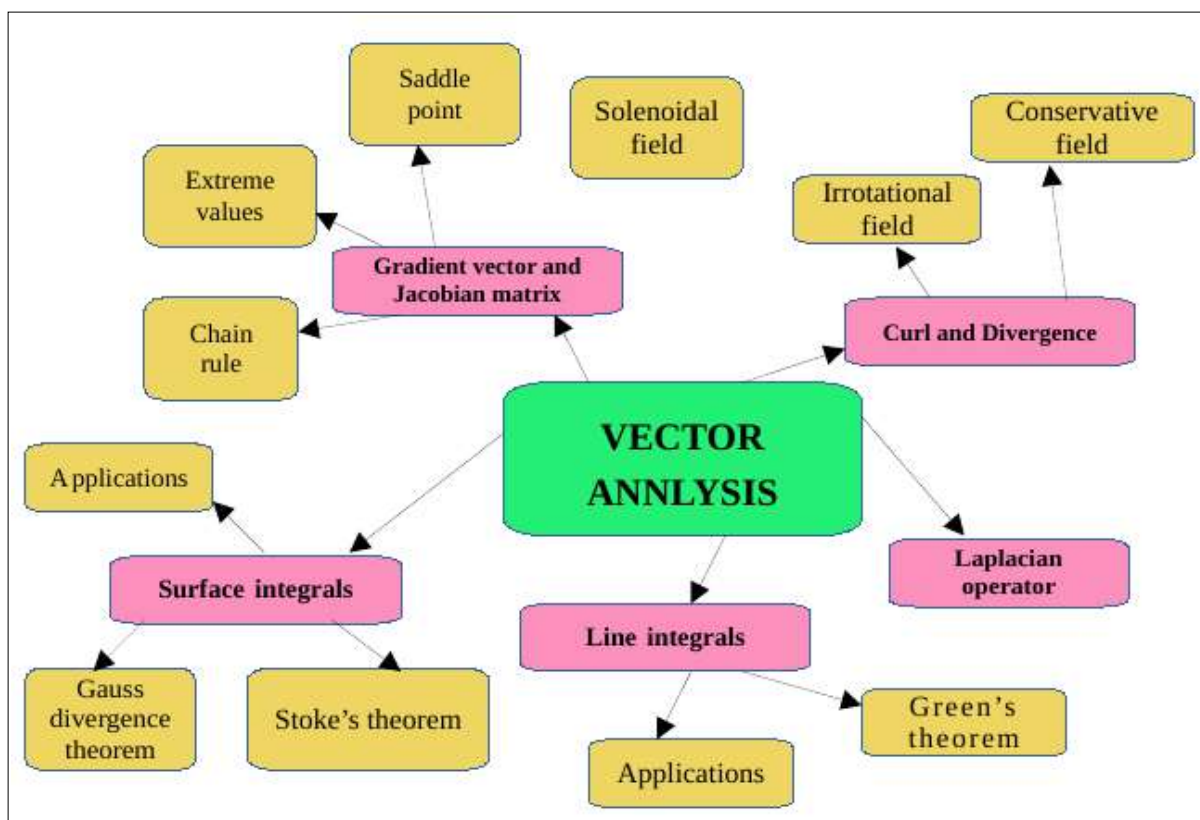 Saddle
point
Solenoidal
field
Conservative
field
Extreme
values
Irrotational
field
Gradient vector and
Jacobian matrix
Chain
rule
Curl and Divergence
VECTOR
ANNLYSIS
Applications
Surface integrals
Laplacian
operator
Line integrals
Gauss
divergence
theorem
Stoke's theorem
Green's
theorem
Applications